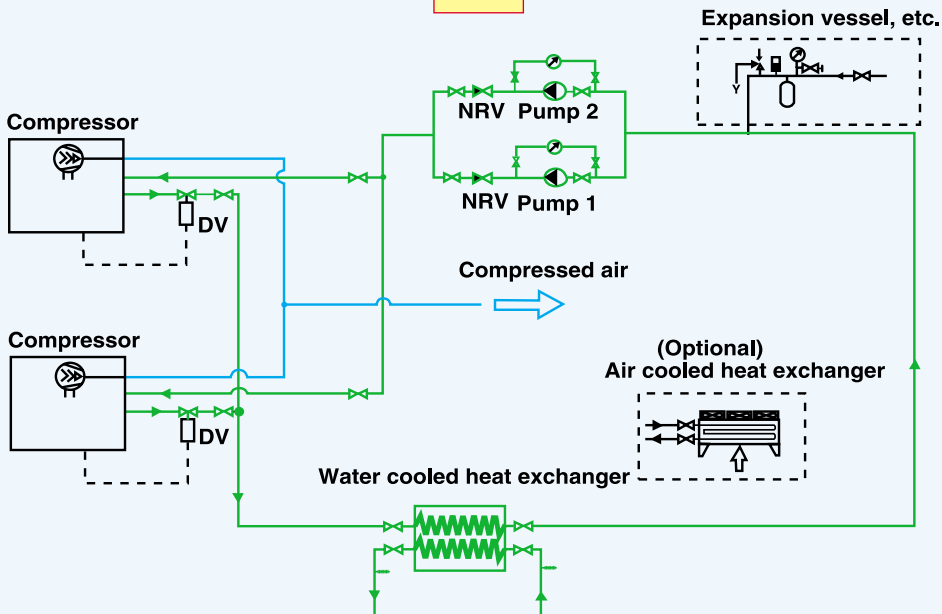 Expansion vessel, etc.
NRV Pump 2
Compressor
DV
NRV Pump 1
Compressed air
Compressor
DV
(Optional)
Air cooled heat exchanger
Water cooled heat exchanger